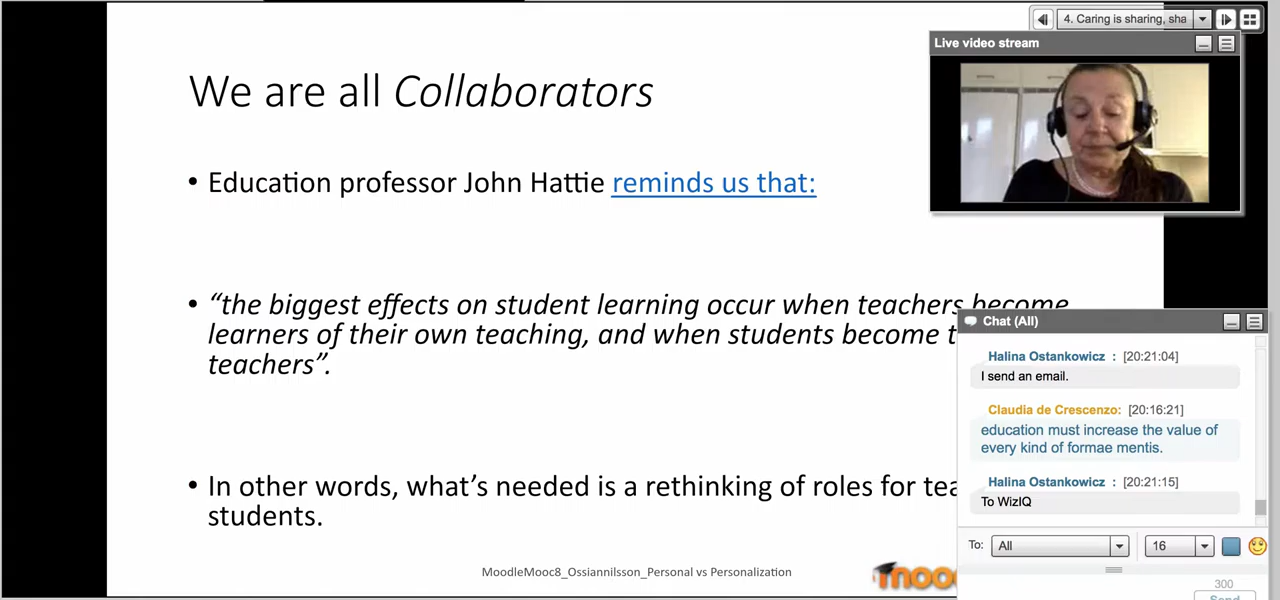 4. Caring is sharing, sha
Live video stream
We are all Collaborators
• Education professor John Hattie reminds us that:
• “the biggest effects on student learning occur when teachers become
learners of their own teaching, and when students become t
teachers”.
• In other words, what’s needed is a rethinking of roles for tea
students.
MoodleMooc8_Ossiannilsson_Personal vs Personalization
Chat (All)
Halina Ostankowicz : [20:21:04]
I send an email.
Claudia de Crescenzo: [20:16:21]
education must increase the value of
every kind of formae mentis.
Halina Ostankowicz : [20:21:15]
To WizIQ
To: All 16
300
Send